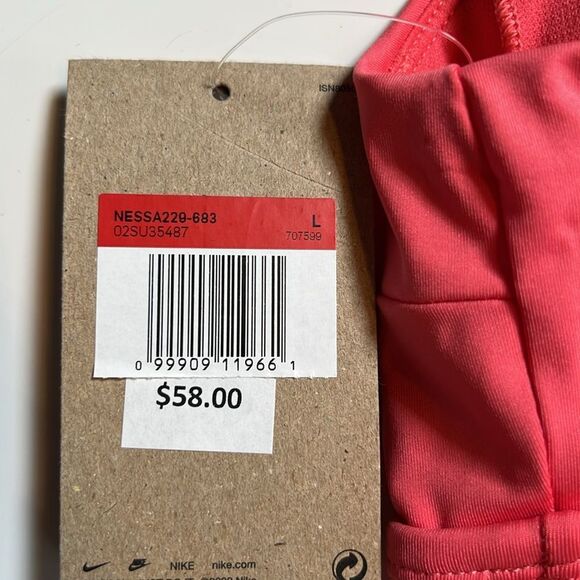 NESSA229-683 L
02SU35487 707599
0 99909 11966 1
$58.00
NIKE nike.com